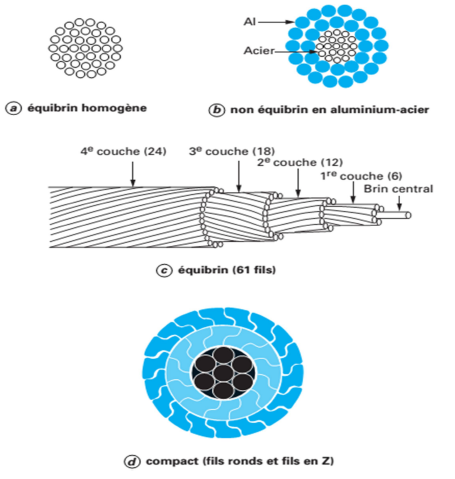 Al
Acier
a équibrin homogène
b non équibrin en aluminium-acier
4e couche (24)
3e couche (18)
2e couche (12)
1re couche (6)
Brin central
c équibrin (61 fils)
d compact (fils ronds et fils en Z)